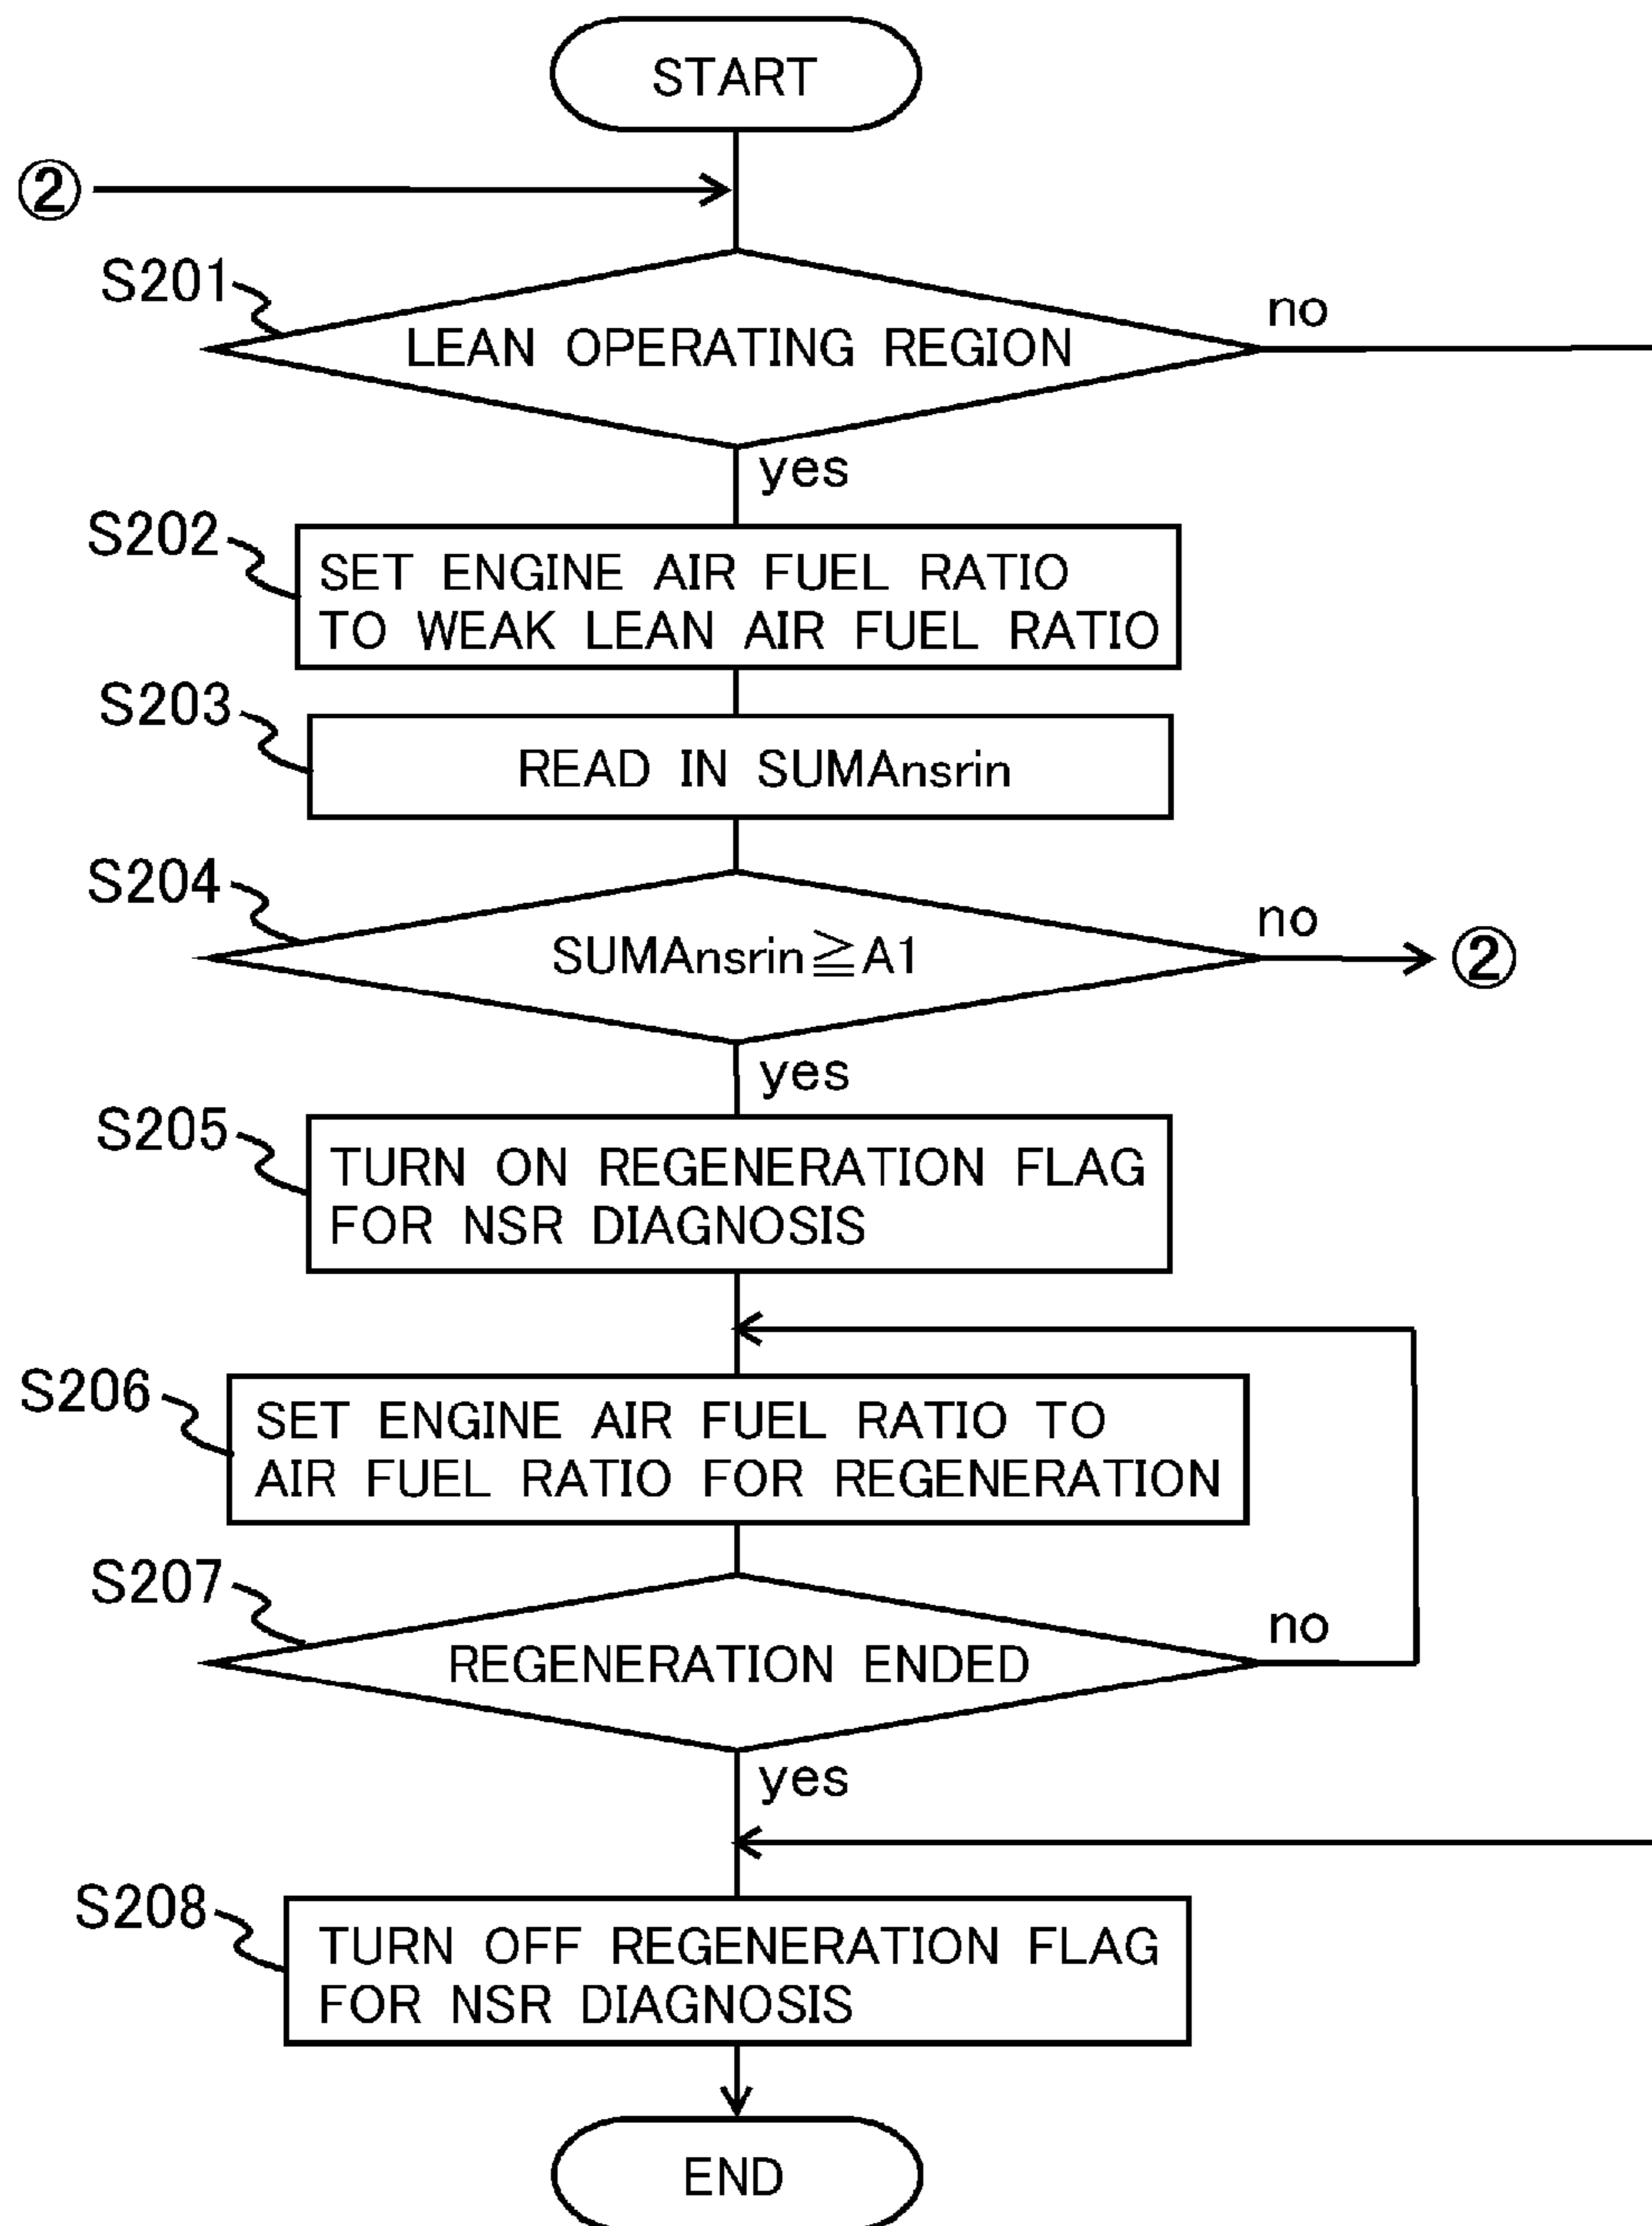 START
②
S201
LEAN OPERATING REGION
no
yes
S202
SET ENGINE AIR FUEL RATIO
TO WEAK LEAN AIR FUEL RATIO
S203
READ IN SUMAnsrin
S204
SUMAnsrin≧A1
no
②
yes
S205
TURN ON REGENERATION FLAG
FOR NSR DIAGNOSIS
S206
SET ENGINE AIR FUEL RATIO TO
AIR FUEL RATIO FOR REGENERATION
S207
REGENERATION ENDED
no
yes
S208
TURN OFF REGENERATION FLAG
FOR NSR DIAGNOSIS
END